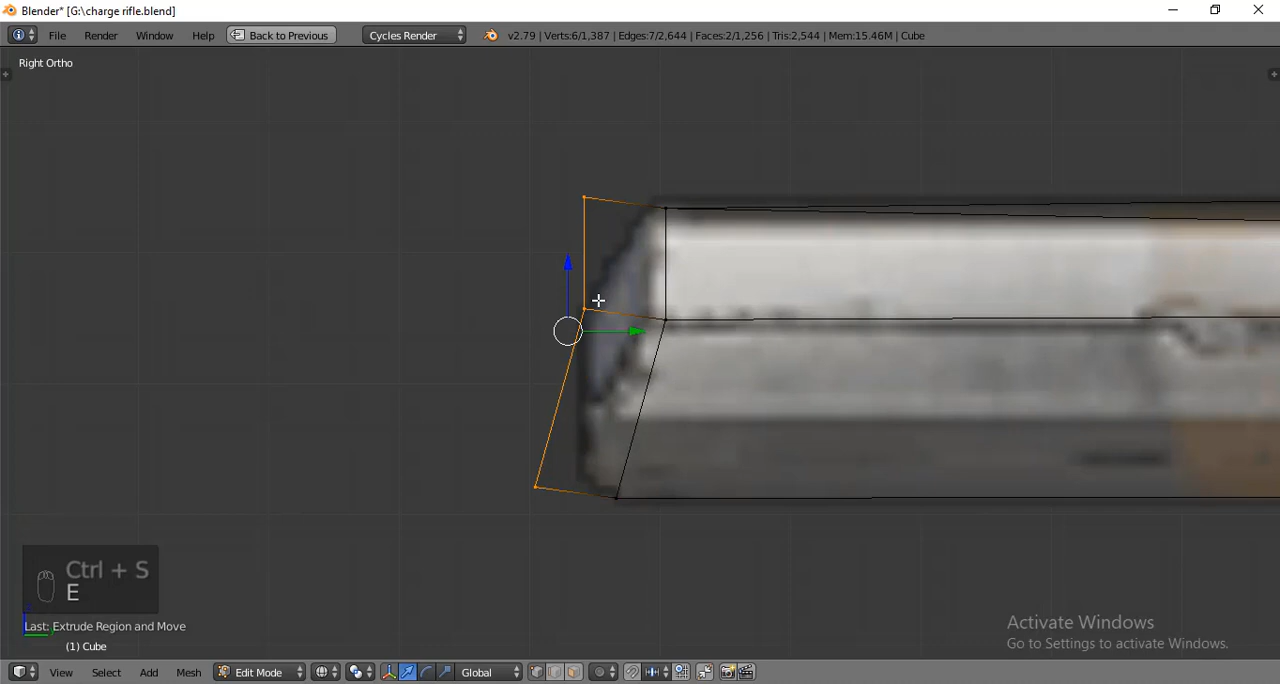 Blender* [G:\charge rifle.blend]
File Render Window Help Back to Previous Cycles Render v2.79 | Verts:6/1,387 | Edges:7/2,644 | Faces:2/1,256 | Tris:2,544 | Mem:15.46M | Cube
Right Ortho
Ctrl + S
E
Last: Extrude Region and Move
(1) Cube
Activate Windows
Go to Settings to activate Windows.
View Select Add Mesh Edit Mode Global